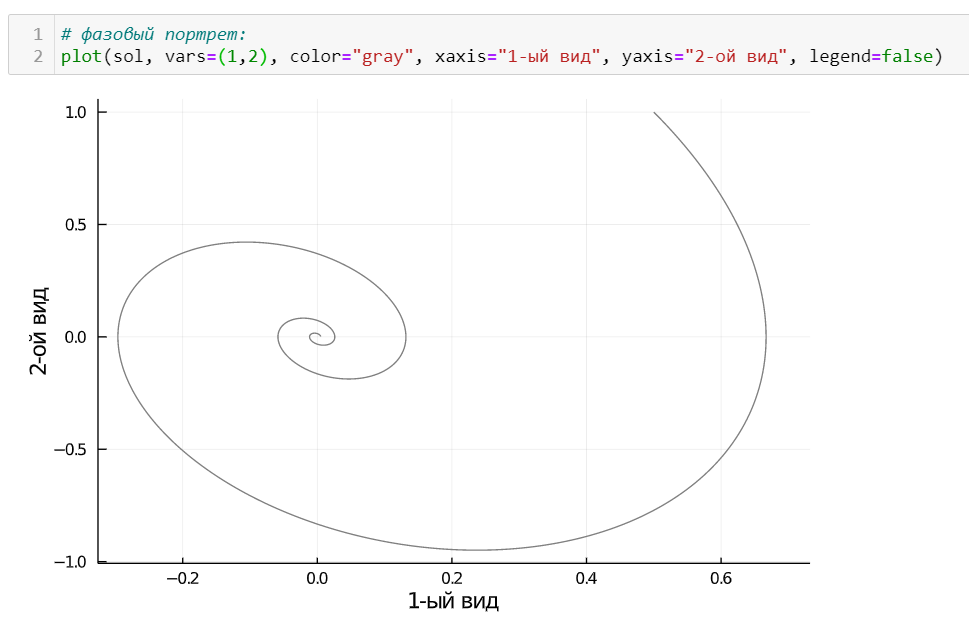 1 # фазовый портрет:
2 plot(sol, vars=(1,2), color="gray", xaxis="1-ый вид", yaxis="2-ой вид", legend=false)
1.0
0.5
0.0
−0.5
−1.0
2-ой вид
−0.2 0.0 0.2 0.4 0.6
1-ый вид